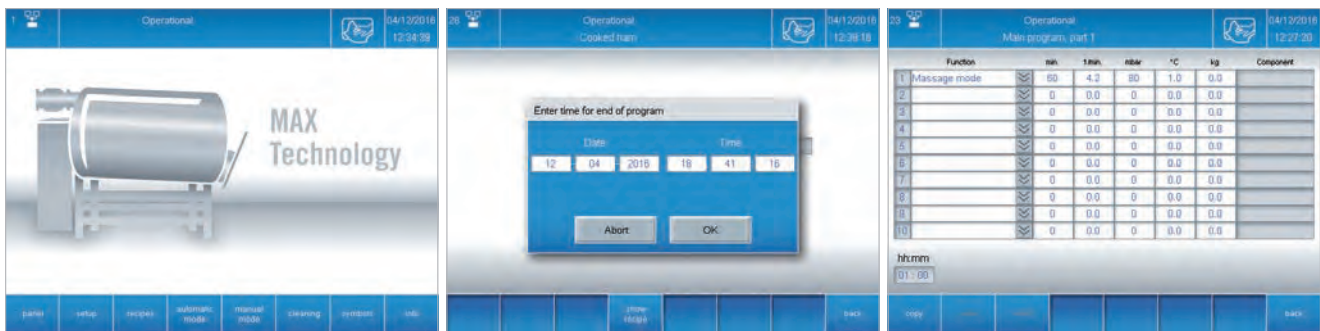 1
Operational
04/12/2016
12:34:39
MAX
Technology
panel
setup
recipes
automatic
mode
manual
mode
cleaning
symbols
info
28
Operational
Cooked ham
04/12/2016
12:39:18
Enter time for end of program
Date Time
12 04 2016 18 41 16
Abort OK
show
recipe
back
23
Operational
Main program, part 1
04/12/2016
12:27:20
Function min 1/min mbar °C kg Component
1 Massage mode 60 4.2 80 1.0 0.0
2 0 0.0 0 0.0 0.0
3 0 0.0 0 0.0 0.0
4 0 0.0 0 0.0 0.0
5 0 0.0 0 0.0 0.0
6 0 0.0 0 0.0 0.0
7 0 0.0 0 0.0 0.0
8 0 0.0 0 0.0 0.0
9 0 0.0 0 0.0 0.0
10 0 0.0 0 0.0 0.0
hh:mm
01:00
copy
back